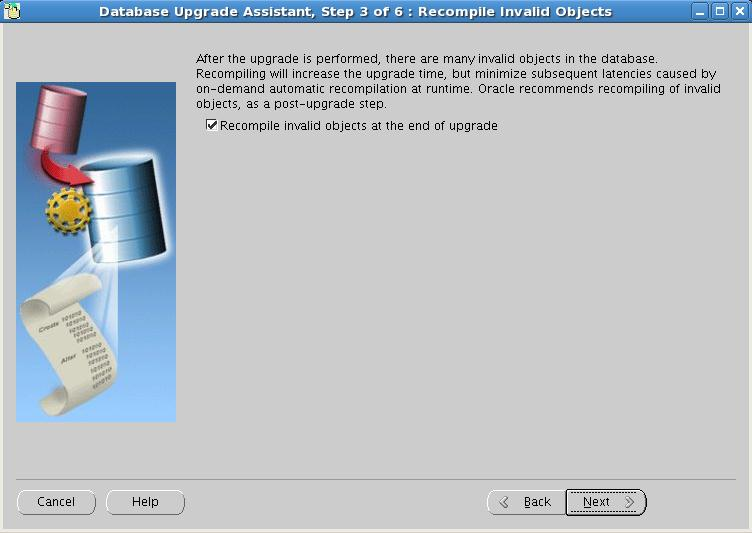 Database Upgrade Assistant, Step 3 of 6 : Recompile Invalid Objects
After the upgrade is performed, there are many invalid objects in the database.
Recompiling will increase the upgrade time, but minimize subsequent latencies caused by
on-demand automatic recompilation at runtime. Oracle recommends recompiling of invalid
objects, as a post-upgrade step.
Recompile invalid objects at the end of upgrade
Create 101010
101010
101010
101010
Alter 101010
101010
101010
101010
101010
Cancel
Help
Back
Next